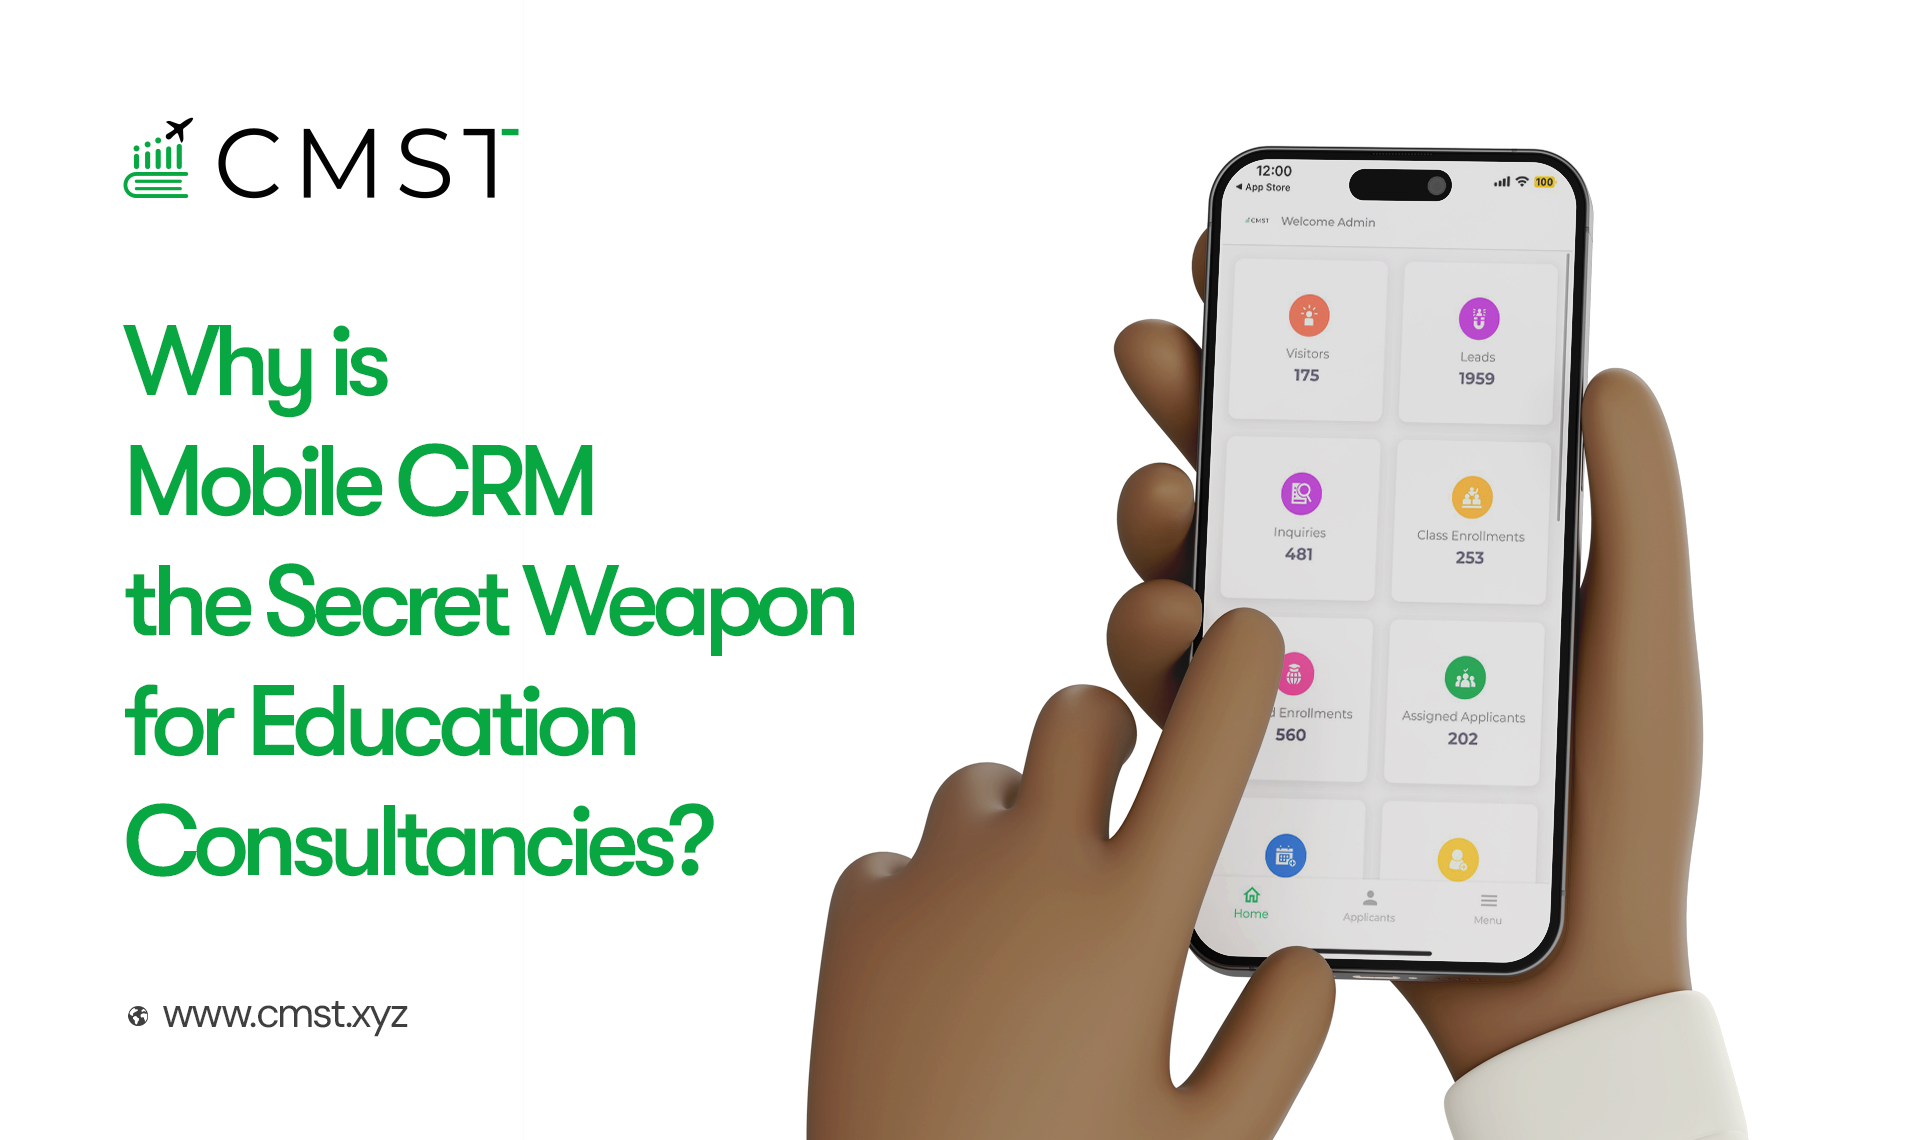 CMST
Why is
Mobile CRM
the Secret Weapon
for Education
Consultancies?
www.cmst.xyz
12:00
100
◀ App Store
CMST Welcome Admin
Visitors
175
Leads
1959
Inquiries
481
Class Enrollments
253
Enrollments
560
Assigned Applicants
202
Home
Applicants
Menu